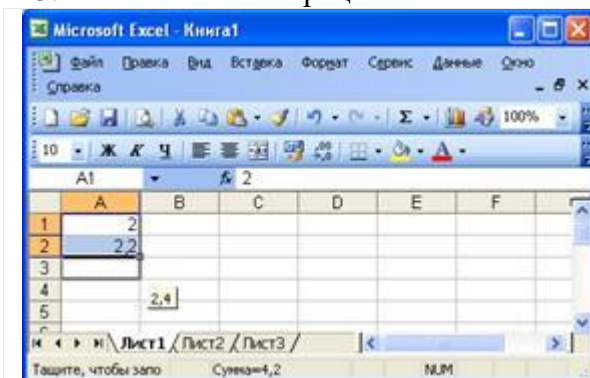 Microsoft Excel - Книга1
Файл Правка Вид Вставка Формат Сервис Данные Окно
Справка
100%
10 Ж К Ч
A1 fx 2
A B C D E F
1 2
2 2,2
3
4 2,4
5
Лист1 Лист2 Лист3
Тащите, чтобы запо Сумма=4,2 NUM